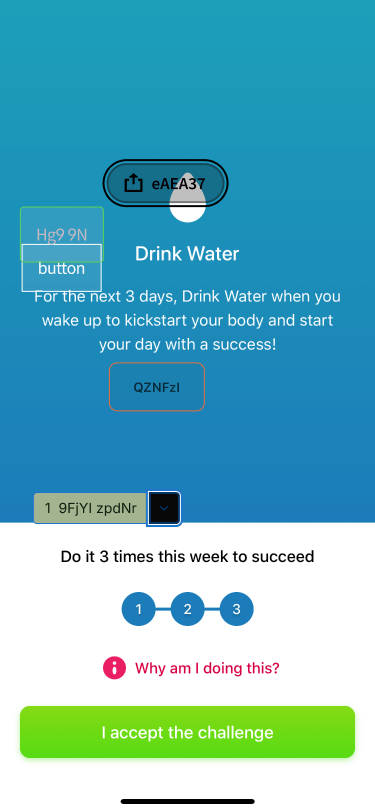 eAEA37
Hg9 9N
button
Drink Water
For the next 3 days, Drink Water when you
wake up to kickstart your body and start
your day with a success!
QZNFzI
1 9FjYI zpdNr
Do it 3 times this week to succeed
1 2 3
Why am I doing this?
I accept the challenge